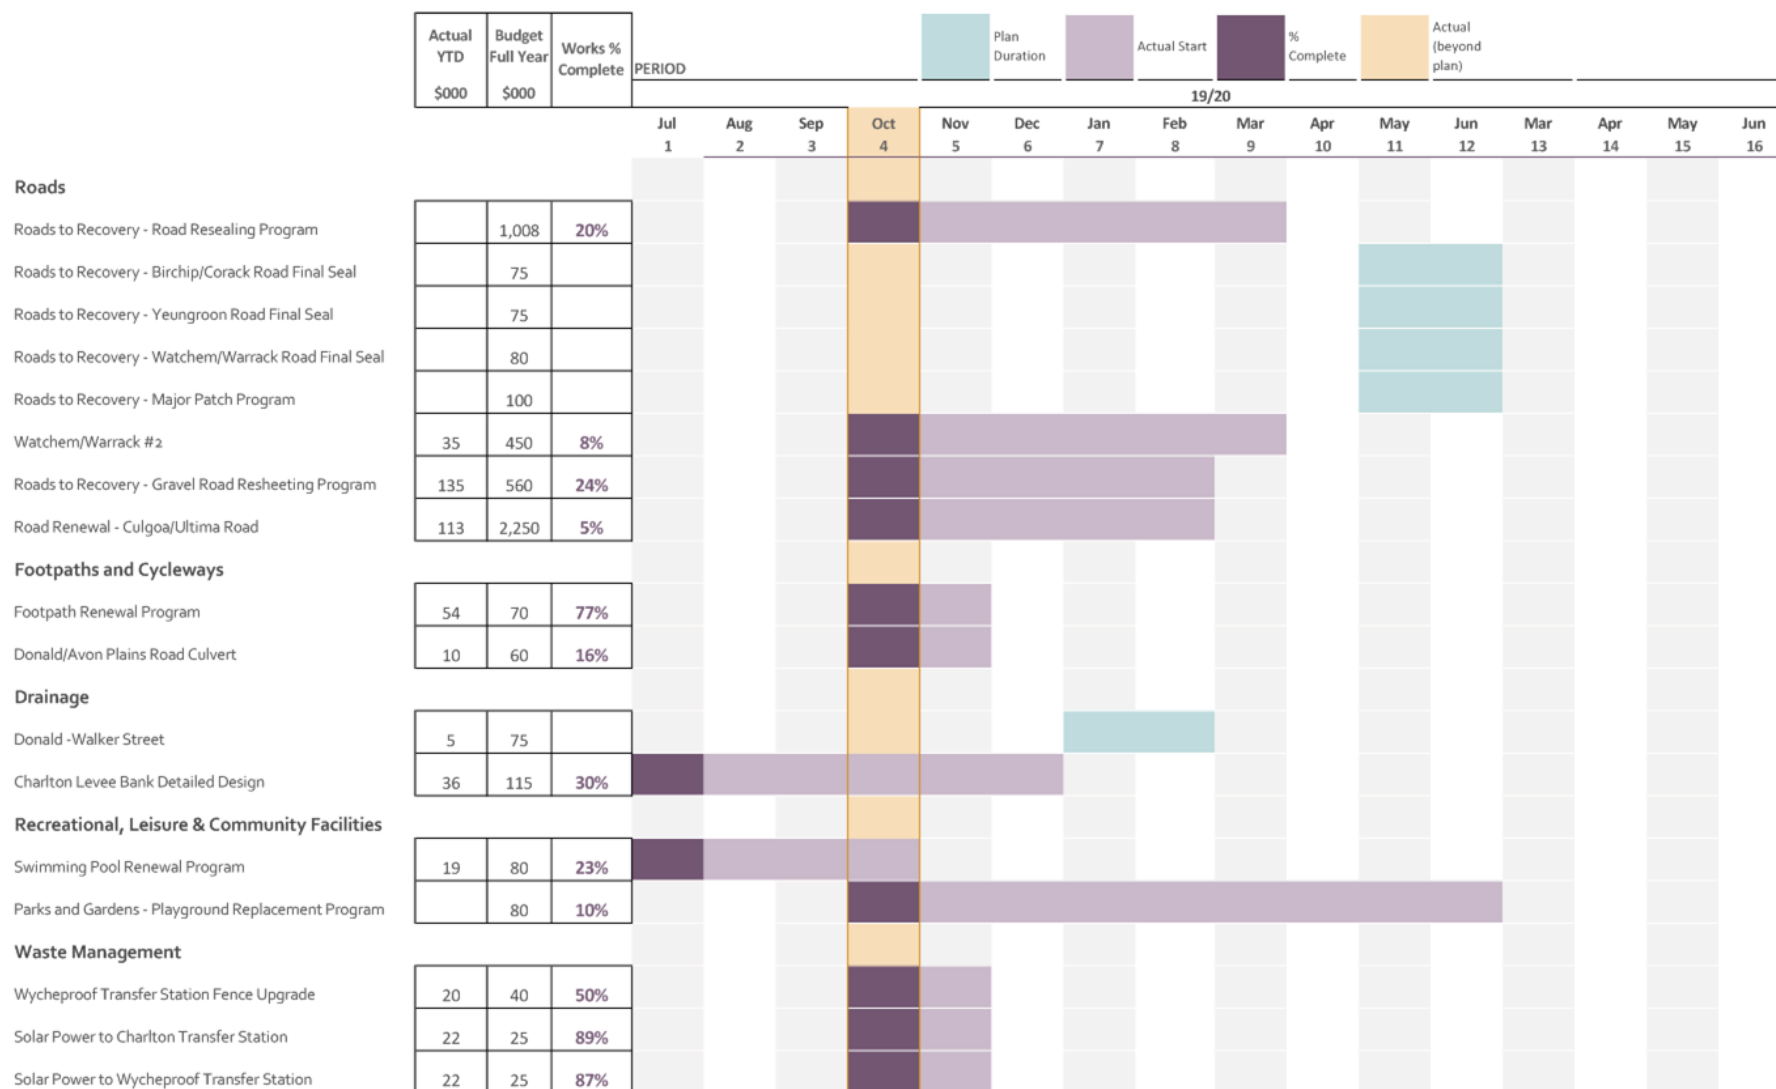 Actual YTD $000 Budget Full Year $000 Works % Complete PERIOD Plan Duration Actual Start % Complete Actual (beyond plan)
19/20
Jul Aug Sep Oct Nov Dec Jan Feb Mar Apr May Jun Mar Apr May Jun
1 2 3 4 5 6 7 8 9 10 11 12 13 14 15 16
Roads
Roads to Recovery - Road Resealing Program 1,008 20%
Roads to Recovery - Birchip/Corack Road Final Seal 75
Roads to Recovery - Yeungroon Road Final Seal 75
Roads to Recovery - Watchem/Warrack Road Final Seal 80
Roads to Recovery - Major Patch Program 100
Watchem/Warrack #2 35 450 8%
Roads to Recovery - Gravel Road Resheeting Program 135 560 24%
Road Renewal - Culgoa/Ultima Road 113 2,250 5%
Footpaths and Cycleways
Footpath Renewal Program 54 70 77%
Donald/Avon Plains Road Culvert 10 60 16%
Drainage
Donald -Walker Street 5 75
Charlton Levee Bank Detailed Design 36 115 30%
Recreational, Leisure & Community Facilities
Swimming Pool Renewal Program 19 80 23%
Parks and Gardens - Playground Replacement Program 80 10%
Waste Management
Wycheproof Transfer Station Fence Upgrade 20 40 50%
Solar Power to Charlton Transfer Station 22 25 89%
Solar Power to Wycheproof Transfer Station 22 25 87%